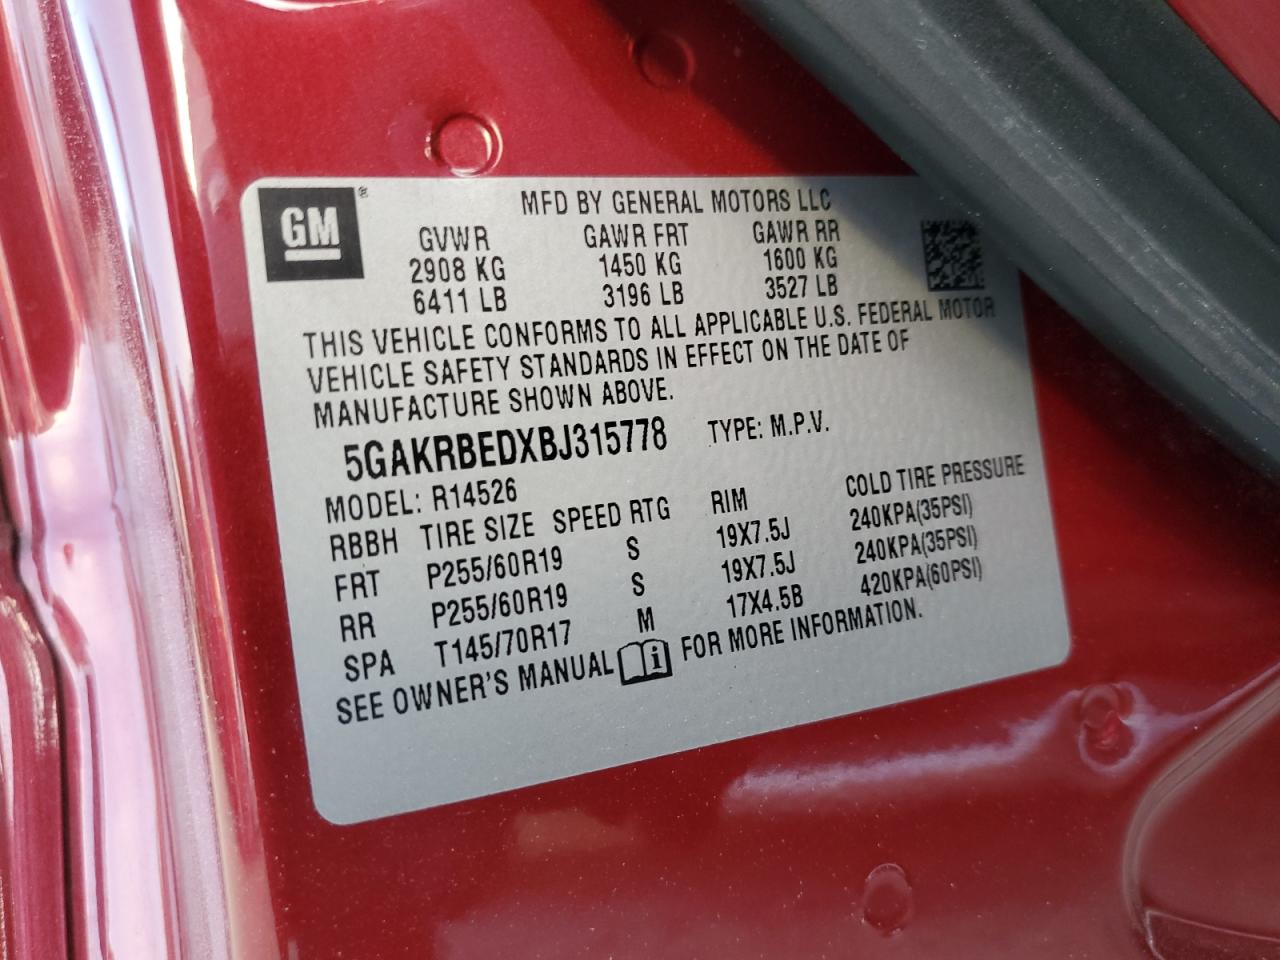 GM®
MFD BY GENERAL MOTORS LLC
GVWR GAWR FRT GAWR RR
2908 KG 1450 KG 1600 KG
6411 LB 3196 LB 3527 LB
THIS VEHICLE CONFORMS TO ALL APPLICABLE U.S. FEDERAL MOTOR
VEHICLE SAFETY STANDARDS IN EFFECT ON THE DATE OF
MANUFACTURE SHOWN ABOVE.
5GAKRBEDXBJ315778 TYPE: M.P.V.
MODEL: R14526
RBBH TIRE SIZE SPEED RTG RIM COLD TIRE PRESSURE
FRT P255/60R19 S 19X7.5J 240KPA(35PSI)
RR P255/60R19 S 19X7.5J 240KPA(35PSI)
SPA T145/70R17 M 17X4.5B 420KPA(60PSI)
SEE OWNER'S MANUAL i FOR MORE INFORMATION.